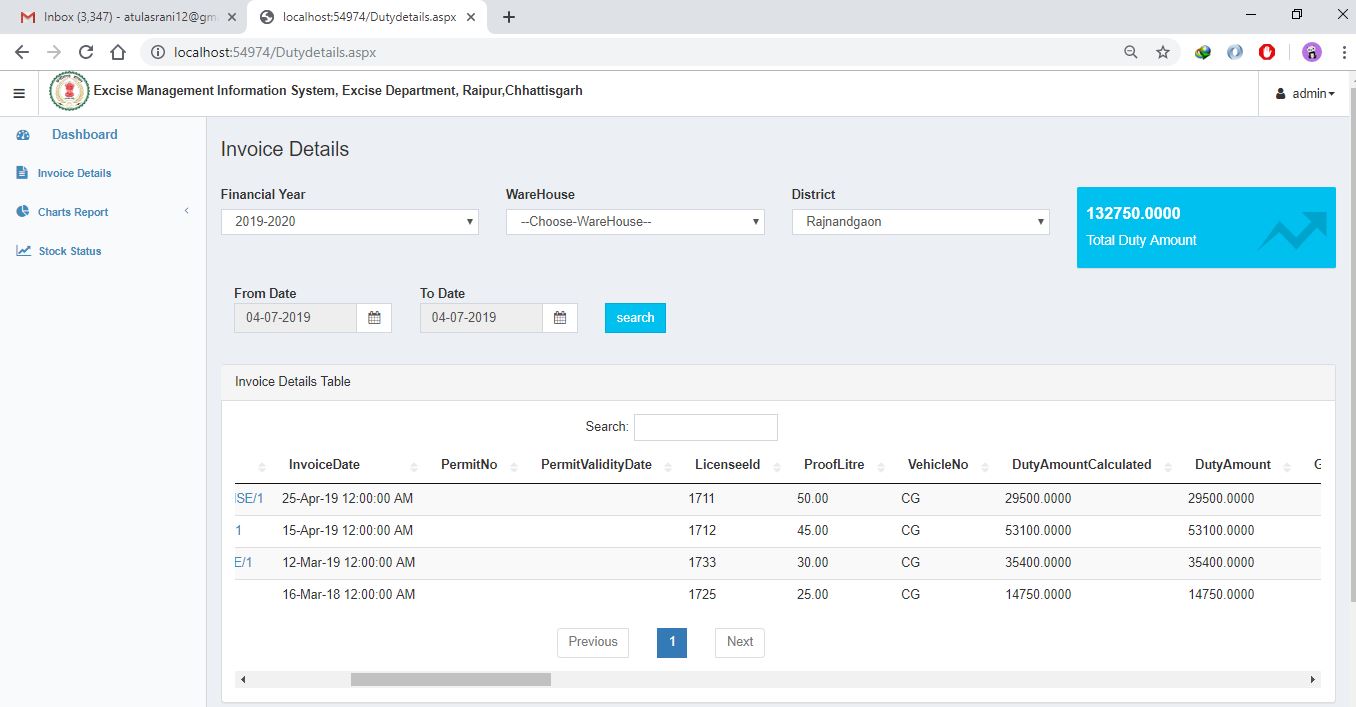 Inbox (3,347) - atulasrani12@gm
localhost:54974/Dutydetails.aspx
localhost:54974/Dutydetails.aspx
Excise Management Information System, Excise Department, Raipur,Chhattisgarh
admin
Dashboard
Invoice Details
Charts Report
Stock Status
Invoice Details
Financial Year WareHouse District
2019-2020 --Choose-WareHouse-- Rajnandgaon
132750.0000
Total Duty Amount
From Date To Date
04-07-2019 04-07-2019 search
Invoice Details Table
Search:
InvoiceDate PermitNo PermitValidityDate LicenseeId ProofLitre VehicleNo DutyAmountCalculated DutyAmount G
ISE/1 25-Apr-19 12:00:00 AM 1711 50.00 CG 29500.0000 29500.0000
1 15-Apr-19 12:00:00 AM 1712 45.00 CG 53100.0000 53100.0000
E/1 12-Mar-19 12:00:00 AM 1733 30.00 CG 35400.0000 35400.0000
16-Mar-18 12:00:00 AM 1725 25.00 CG 14750.0000 14750.0000
Previous 1 Next